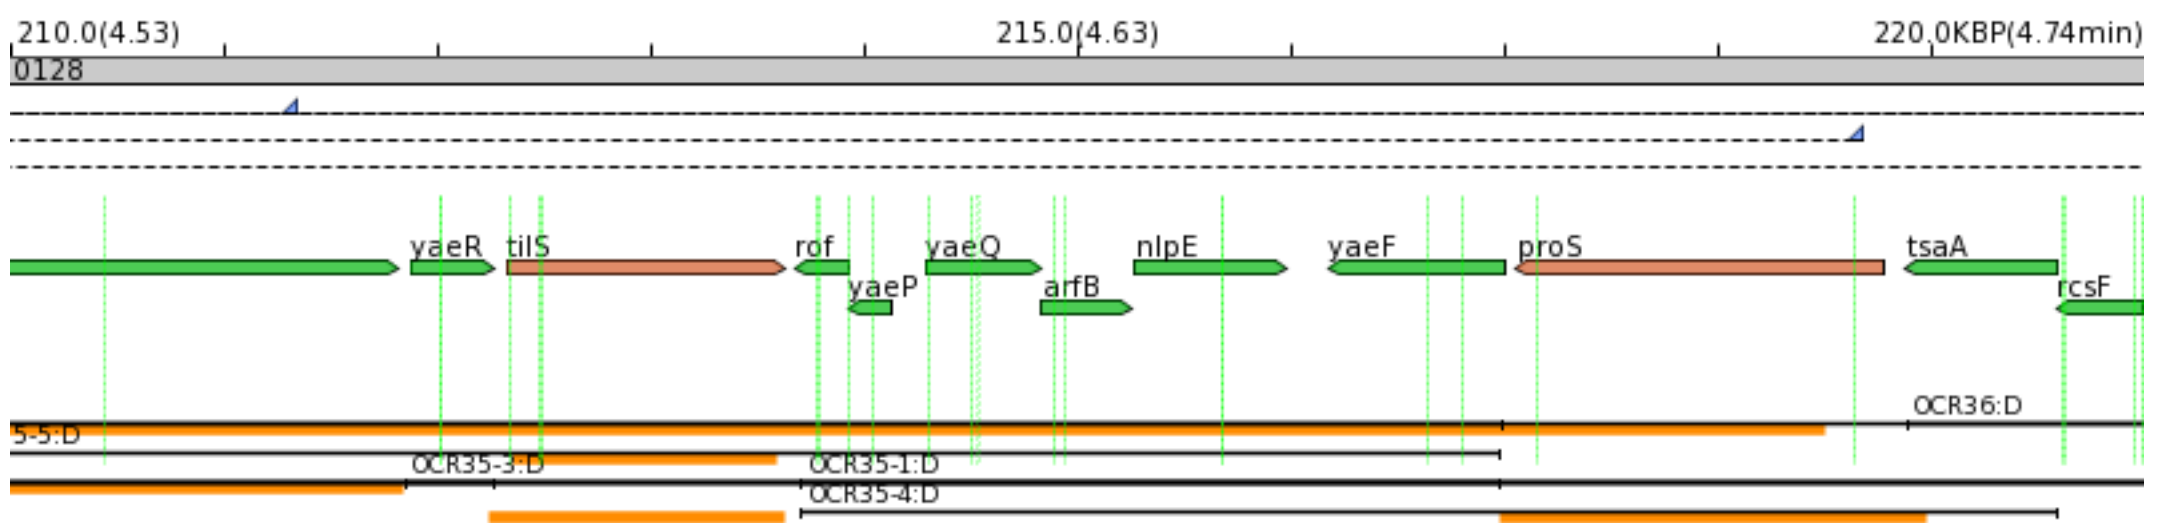 210.0(4.53) 215.0(4.63) 220.0KBP(4.74min)
0128
yaeR tilS rof yaeQ nlpE yaeF proS tsaA
yaeP arfB rcsF
OCR36:D
5-5:D
OCR35-3:D OCR35-1:D
OCR35-4:D